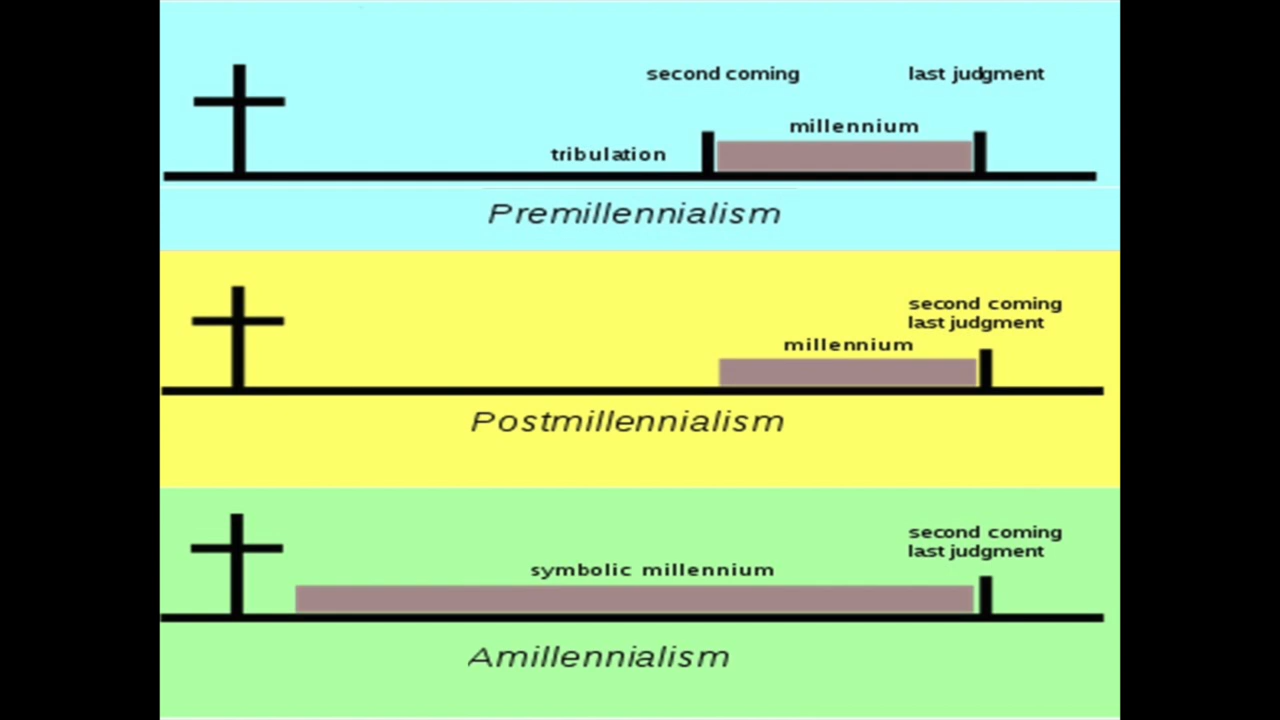 second coming
last judgment
millennium
tribulation
Premillennialism
second coming
last judgment
millennium
Postmillennialism
second coming
last judgment
symbolic millennium
Amillennialism